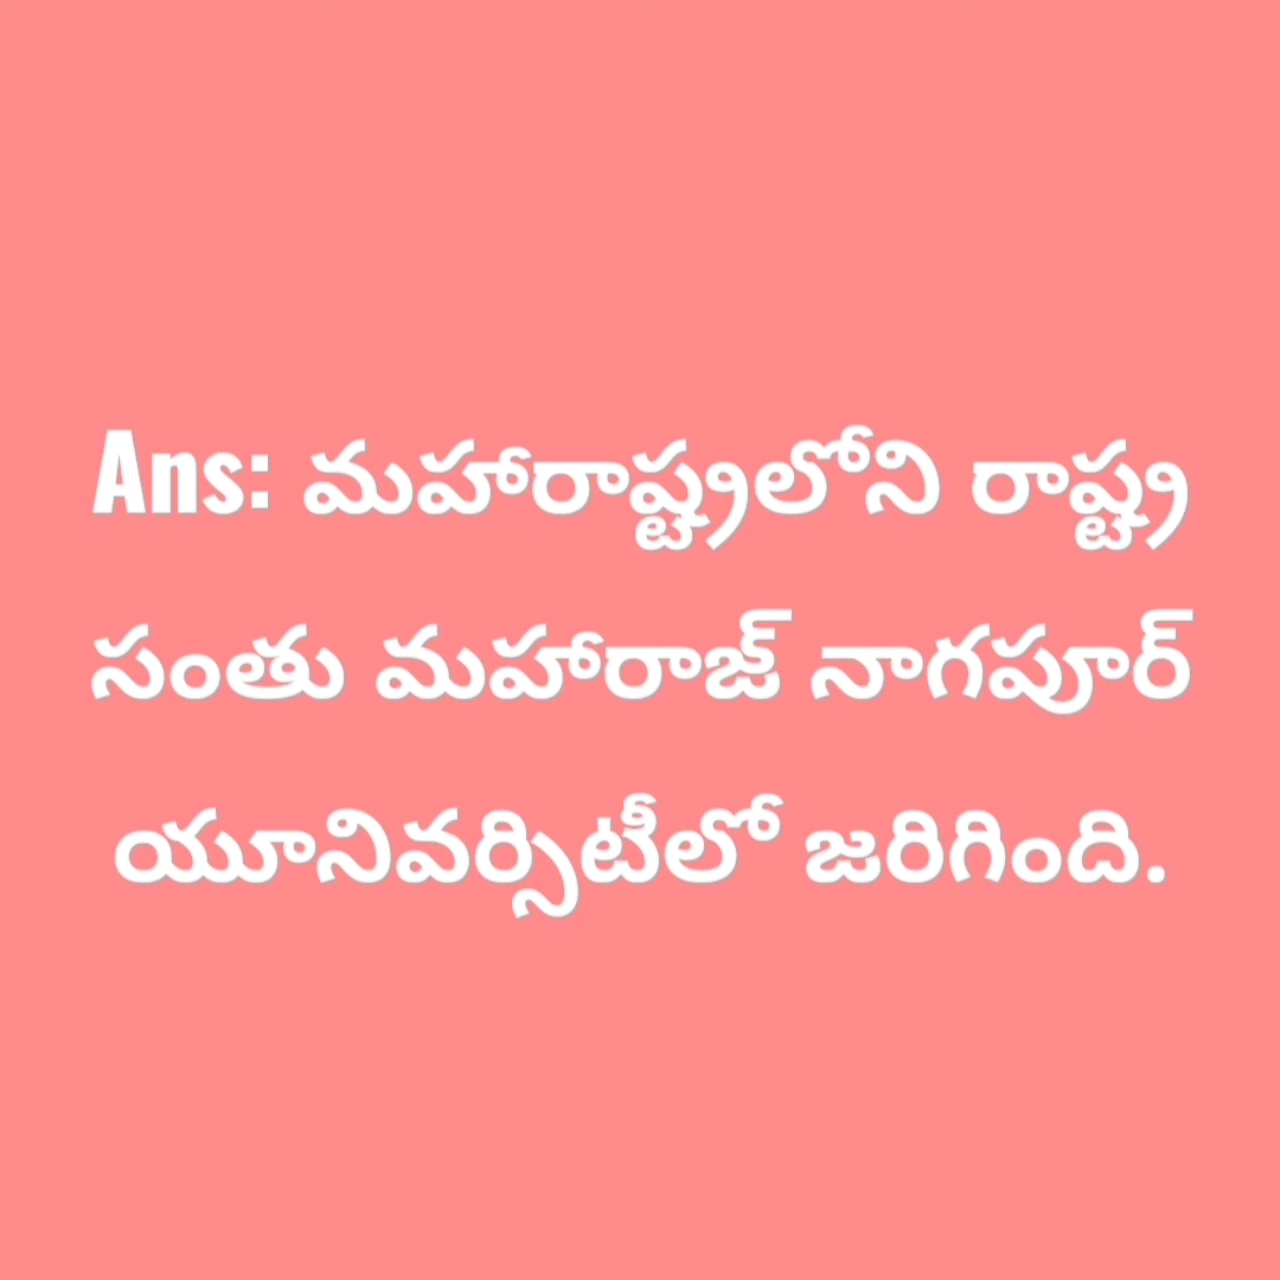 Ans: మహారాష్ట్రలోని రాష్ట్ర
సంతు మహారాజ్ నాగపూర్
యూనివర్సిటీలో జరిగింది.